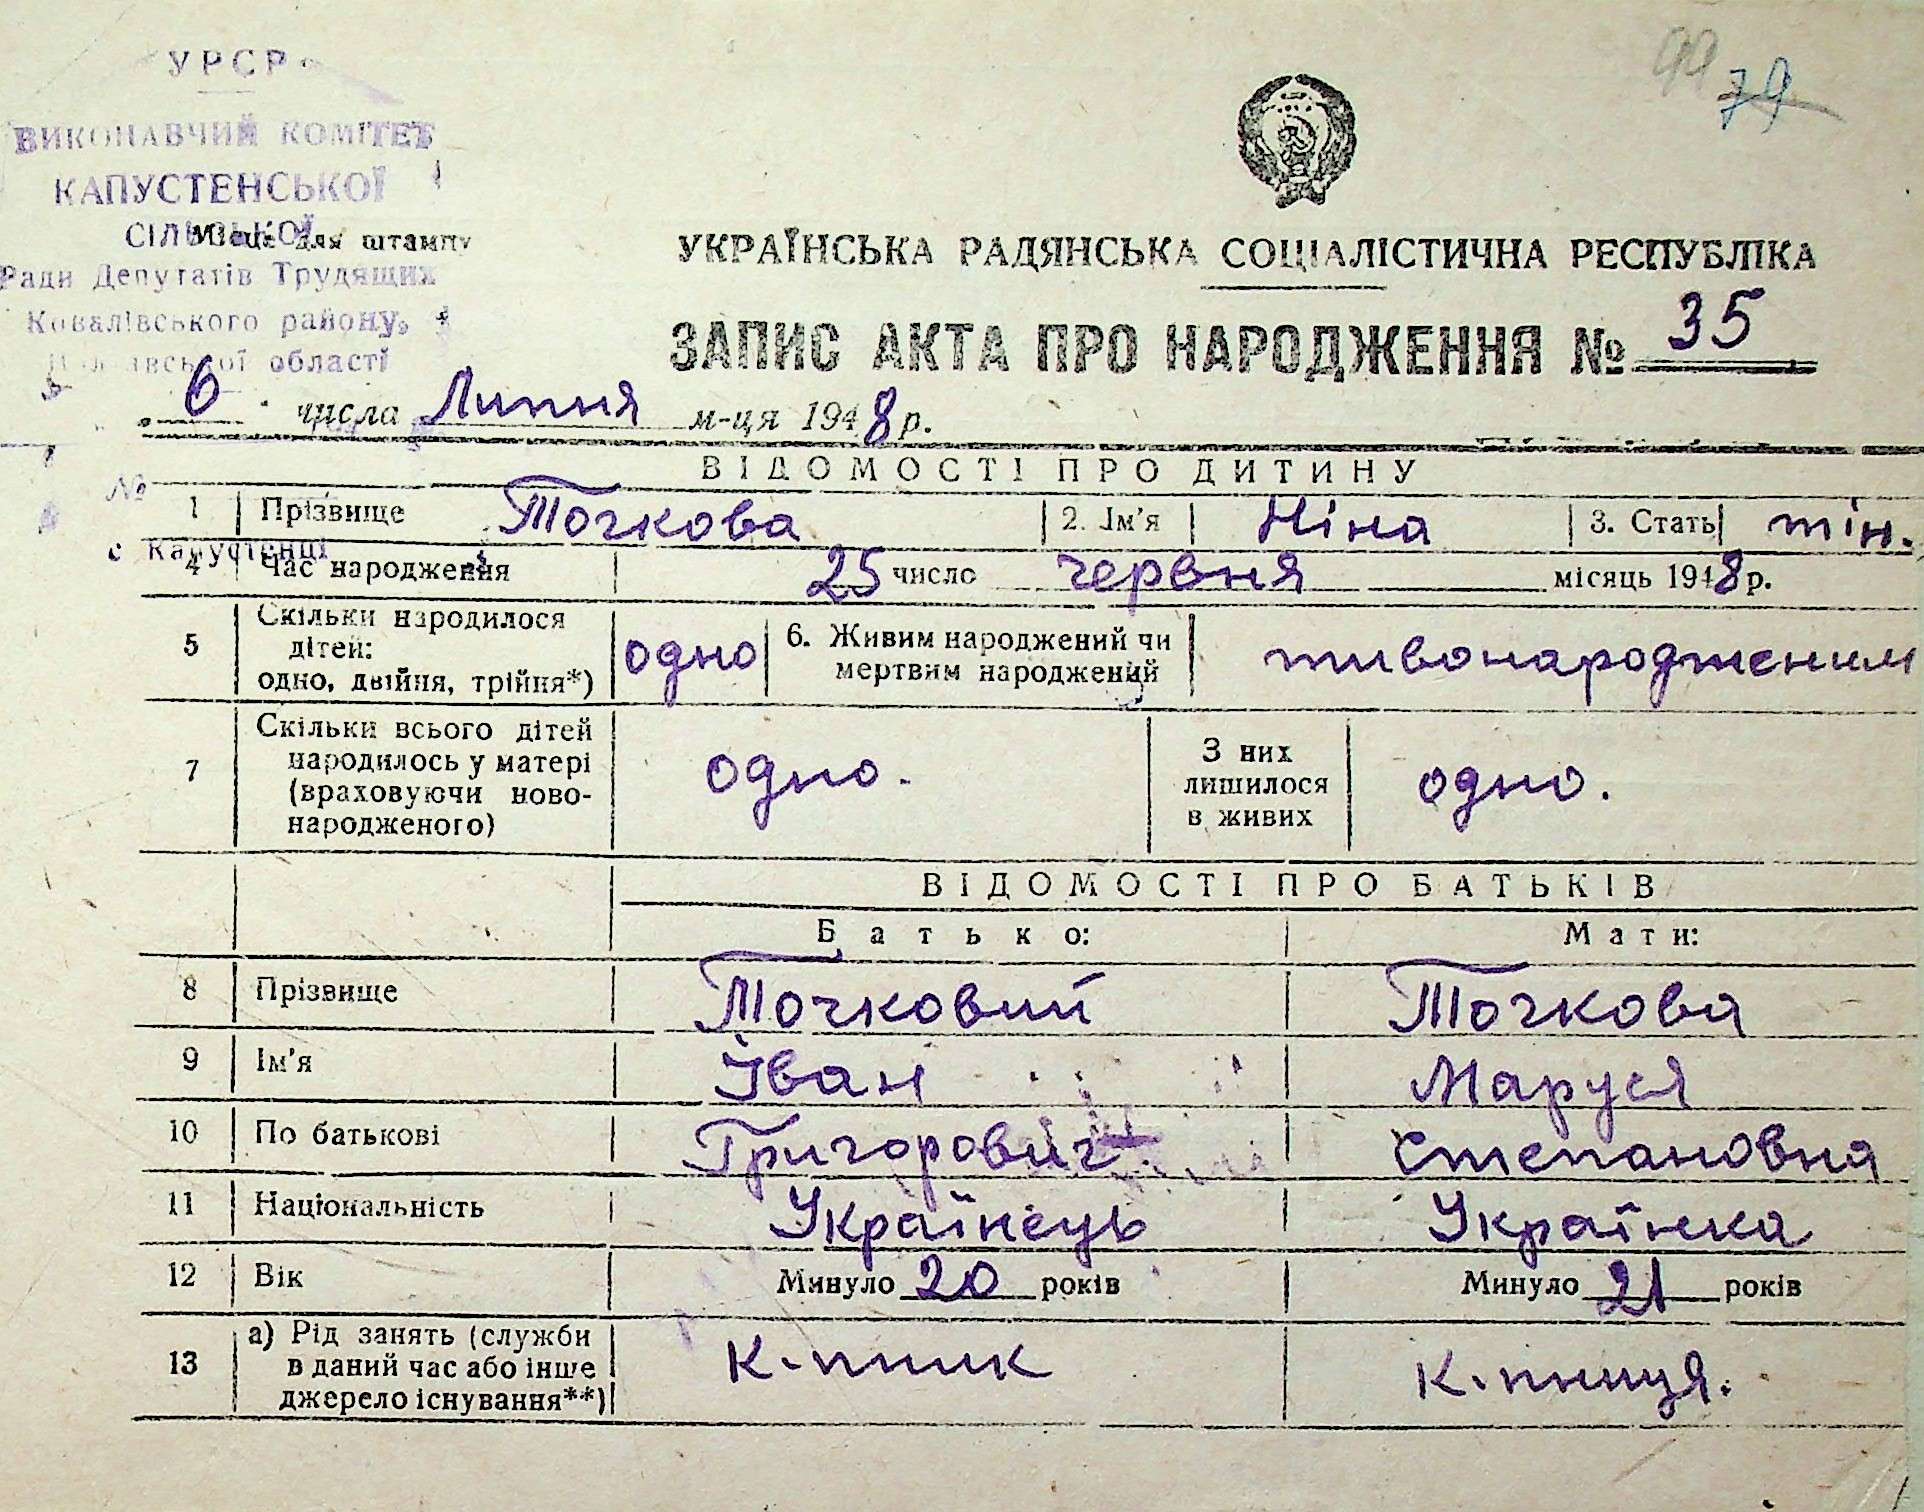 УРСР
ВИКОНАВЧИЙ КОМІТЕТ
КАПУСТЕНСЬКОЇ
СІЛЬСЬКОЇ
Місце для штампу
Ради Депутатів Трудящих
Ковалівського району,
області
79
УКРАЇНСЬКА РАДЯНСЬКА СОЦІАЛІСТИЧНА РЕСПУБЛІКА
ЗАПИС АКТА ПРО НАРОДЖЕННЯ № 35
6 числа Липня м-ця 1948 р.
ВІДОМОСТІ ПРО ДИТИНУ
№
1 Прізвище Точкова 2. Ім'я Ніна 3. Стать жін.
с Капустенці
4 Час народження 25 число червня місяць 1948 р.
5 Скільки народилося дітей: одно, двійня, трійня*) одно 6. Живим народжений чи мертвим народжений живонародженим
7 Скільки всього дітей народилось у матері (враховуючи новонародженого) одно. З них лишилося в живих одно.
ВІДОМОСТІ ПРО БАТЬКІВ
Батько: Мати:
8 Прізвище Точковий Точкова
9 Ім'я Іван Маруся
10 По батькові Григорович Степановна
11 Національність Українець Українка
12 Вік Минуло 20 років Минуло 21 років
13 а) Рід занять (служби в даний час або інше джерело існування**) к-пник к-пниця.